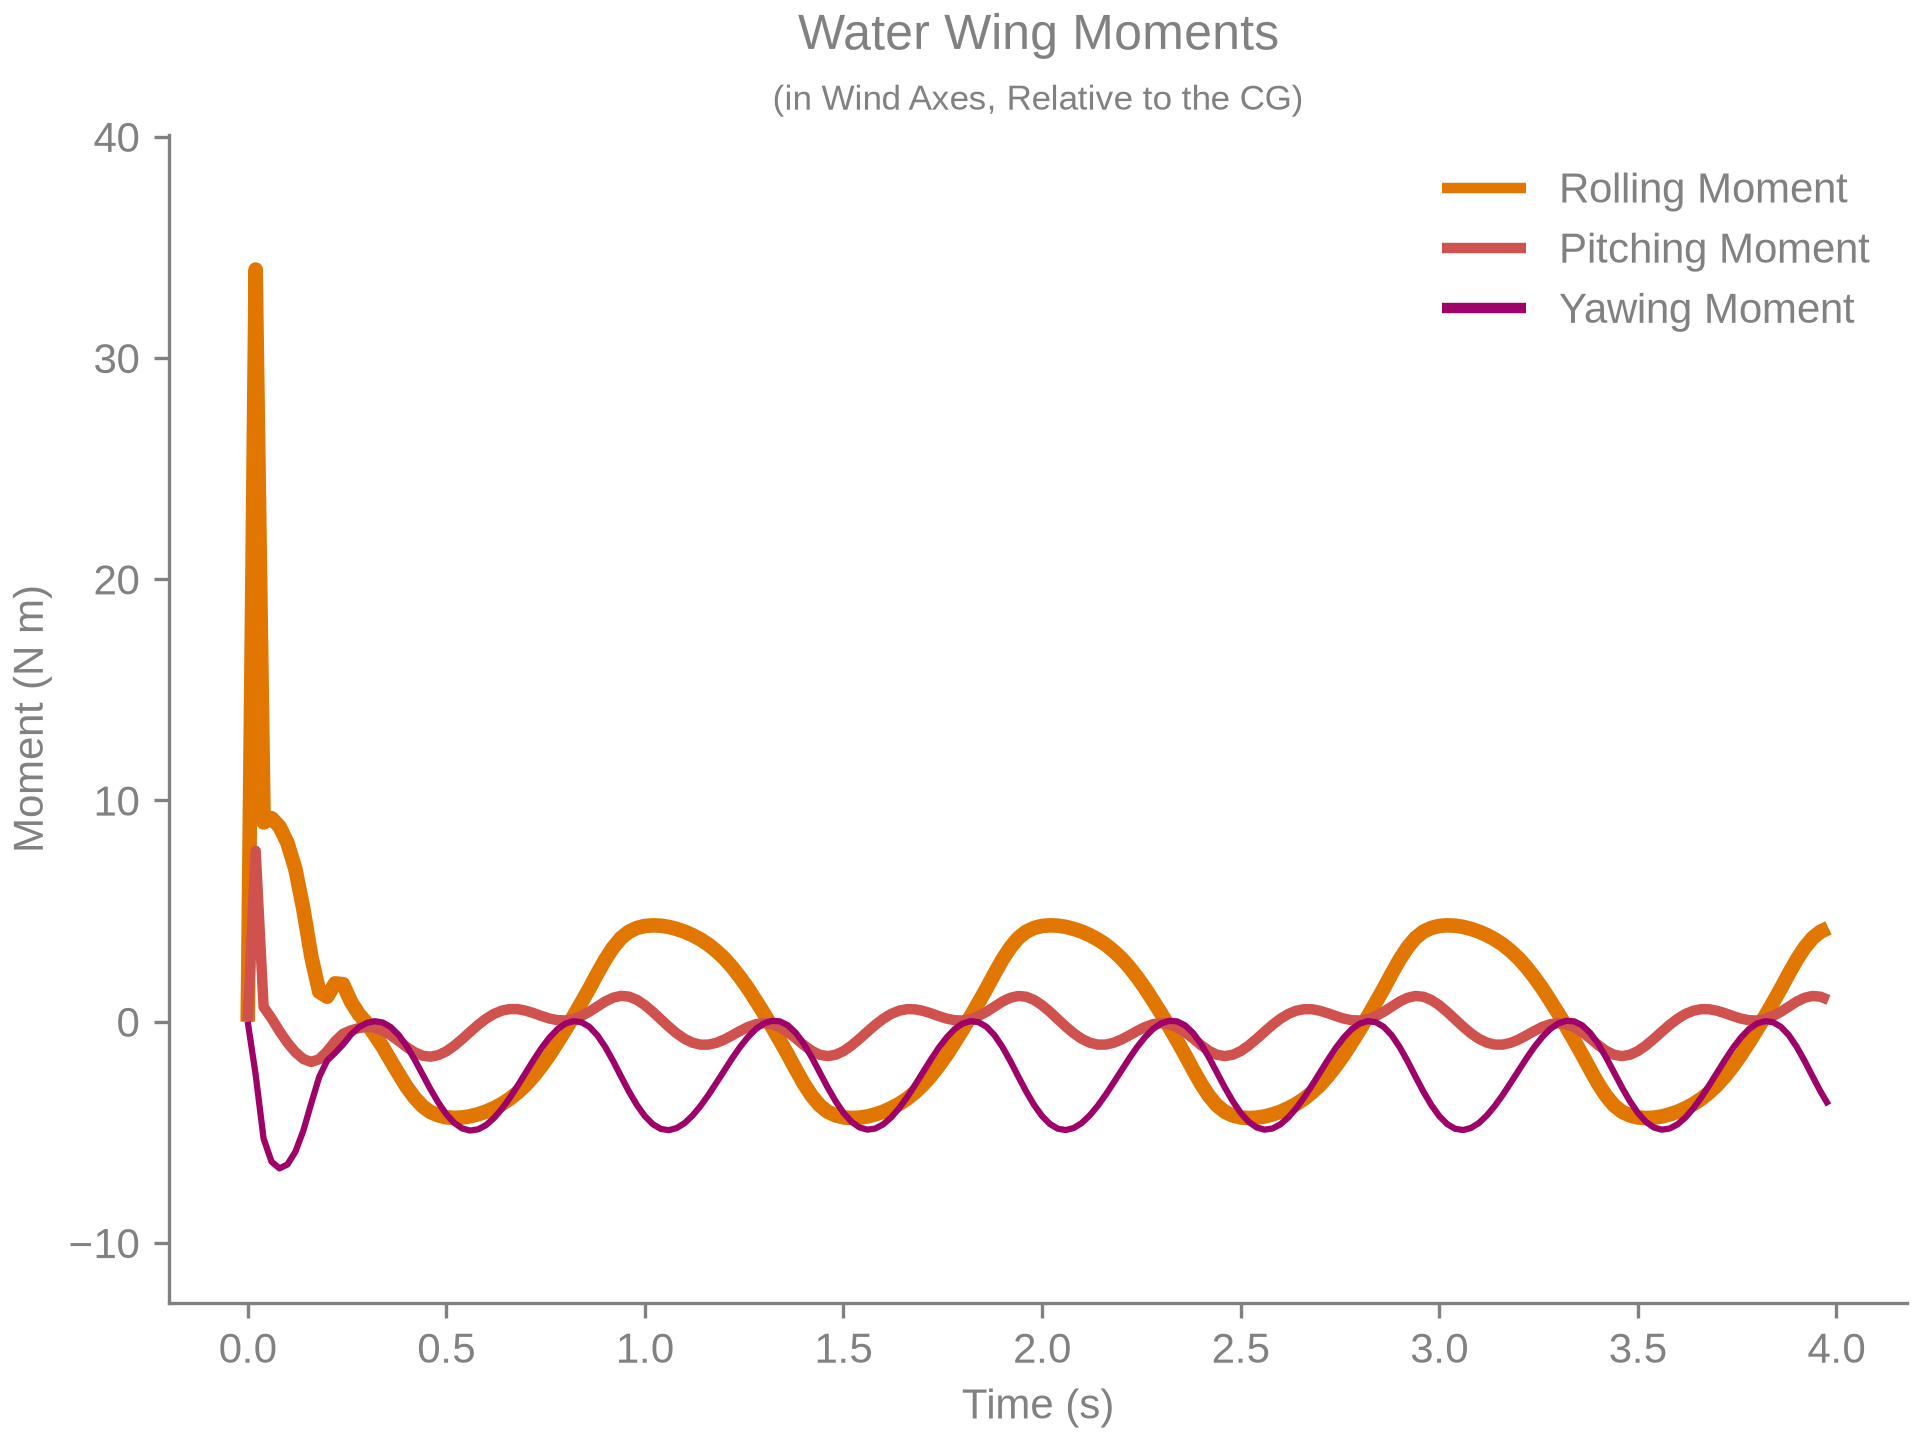 Water Wing Moments
(in Wind Axes, Relative to the CG)
Rolling Moment
Pitching Moment
Yawing Moment
Moment (N m)
40
30
20
10
0
−10
0.0 0.5 1.0 1.5 2.0 2.5 3.0 3.5 4.0
Time (s)